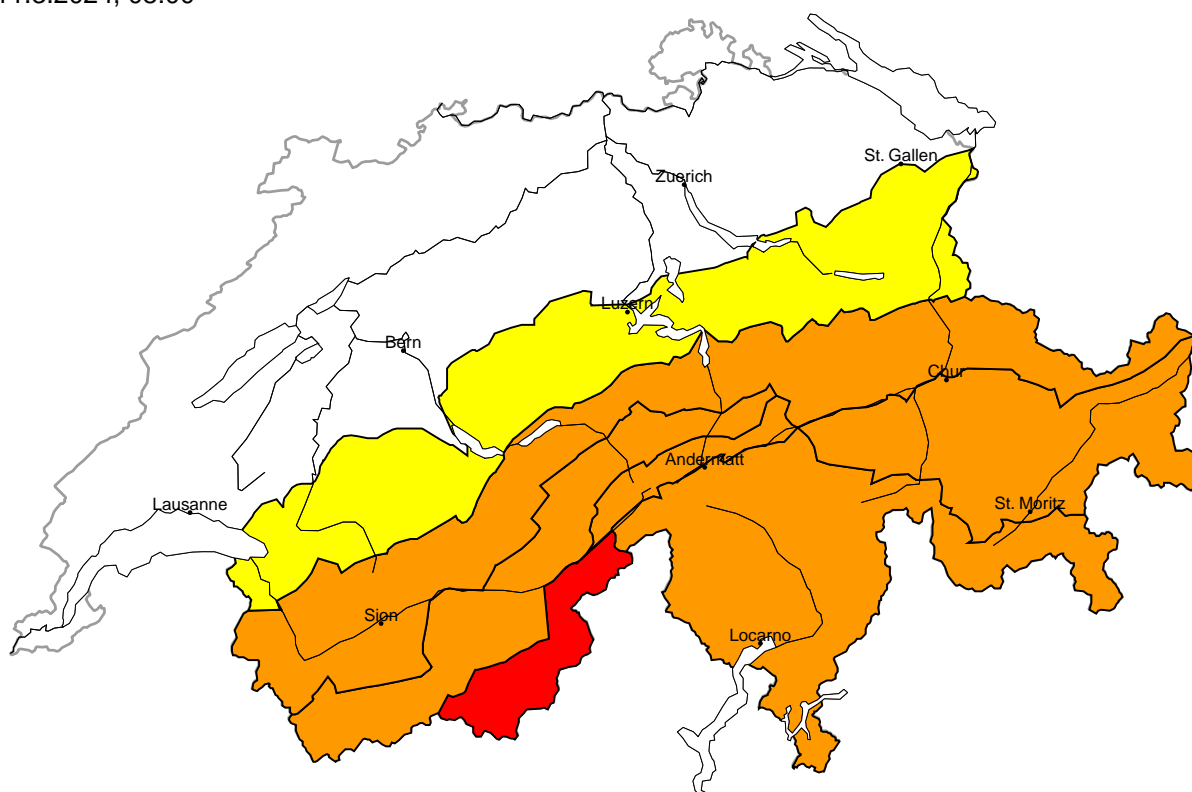 St. Gallen
Zuerich
Luzern
Bern
Chur
Andermatt
Lausanne
St. Moritz
Sion
Locarno